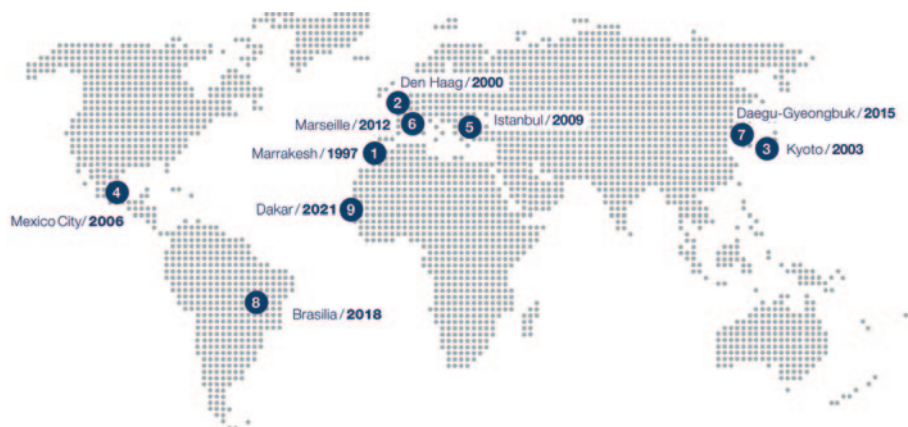 Den Haag/2000
2
Marseille/2012
6
5
Istanbul/2009
Daegu-Gyeongbuk/2015
7
Marrakesh/1997
1
3
Kyoto/2003
4
Mexico City/2006
Dakar/2021
9
8
Brasilia/2018